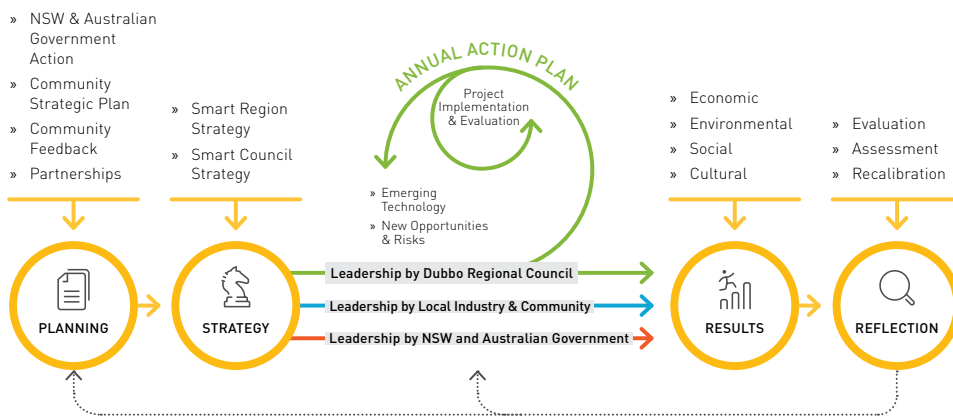 » NSW & Australian
Government
Action
» Community
Strategic Plan
» Community
Feedback
» Partnerships
» Smart Region
Strategy
» Smart Council
Strategy
ANNUAL ACTION PLAN
Project
Implementation
& Evaluation
» Emerging
Technology
» New Opportunities
& Risks
» Economic
» Environmental
» Social
» Cultural
» Evaluation
» Assessment
» Recalibration
PLANNING
STRATEGY
Leadership by Dubbo Regional Council
Leadership by Local Industry & Community
Leadership by NSW and Australian Government
RESULTS
REFLECTION